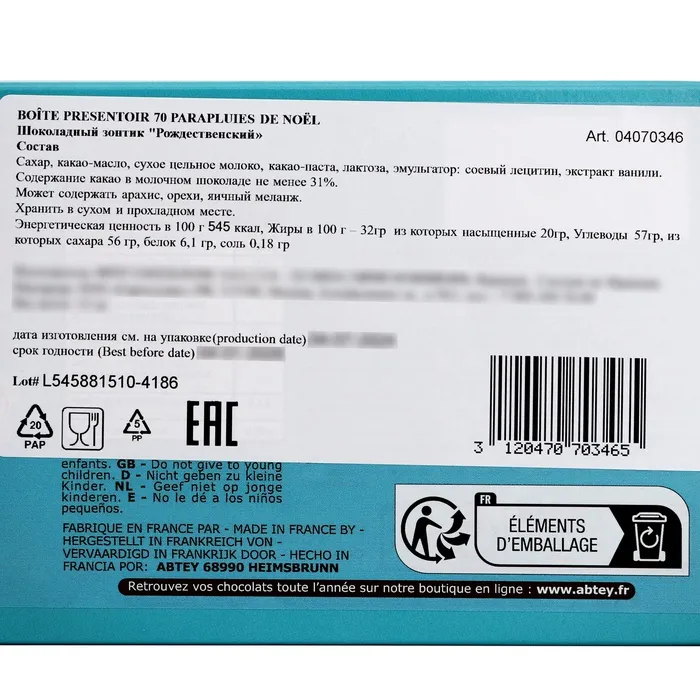 BOÎTE PRESENTOIR 70 PARAPLUIES DE NOËL
Шоколадный зонтик "Рождественский»
Art. 04070346
Состав
Сахар, какао-масло, сухое цельное молоко, какао-паста, лактоза, эмульгатор: соевый лецитин, экстракт ванили.
Содержание какао в молочном шоколаде не менее 31%.
Может содержать арахис, орехи, яичный меланж.
Хранить в сухом и прохладном месте.
Энергетическая ценность в 100 г 545 ккал, Жиры в 100 г – 32гр из которых насыщенные 20гр, Углеводы 57гр, из
которых сахара 56 гр, белок 6,1 гр, соль 0,18 гр
дата изготовления см. на упаковке(production date)
срок годности (Best before date)
Lot# L545881510-4186
20
PAP
5
PP
EAC
3 120470 703465
enfants. GB - Do not give to young
children. D - Nicht geben zu kleine
Kinder. NL - Geef niet op jonge
kinderen. E - No le dé a los niños
pequeños.
FABRIQUE EN FRANCE PAR - MADE IN FRANCE BY -
HERGESTELLT IN FRANKREICH VON -
VERVAARDIGD IN FRANKRIJK DOOR - HECHO IN
FRANCIA POR: ABTEY 68990 HEIMSBRUNN
FR
ÉLÉMENTS
D'EMBALLAGE
Retrouvez vos chocolats toute l'année sur notre boutique en ligne : www.abtey.fr